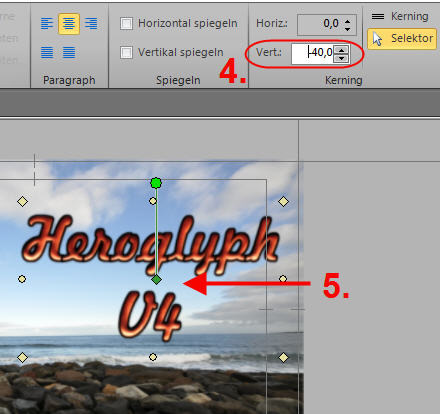 Horizontal spiegeln
Horiz.: 0,0
Kerning
Vertikal spiegeln
Vert.: -40,0
Selektor
4.
Paragraph
Spiegeln
Kerning
Heroglyph
V4
5.